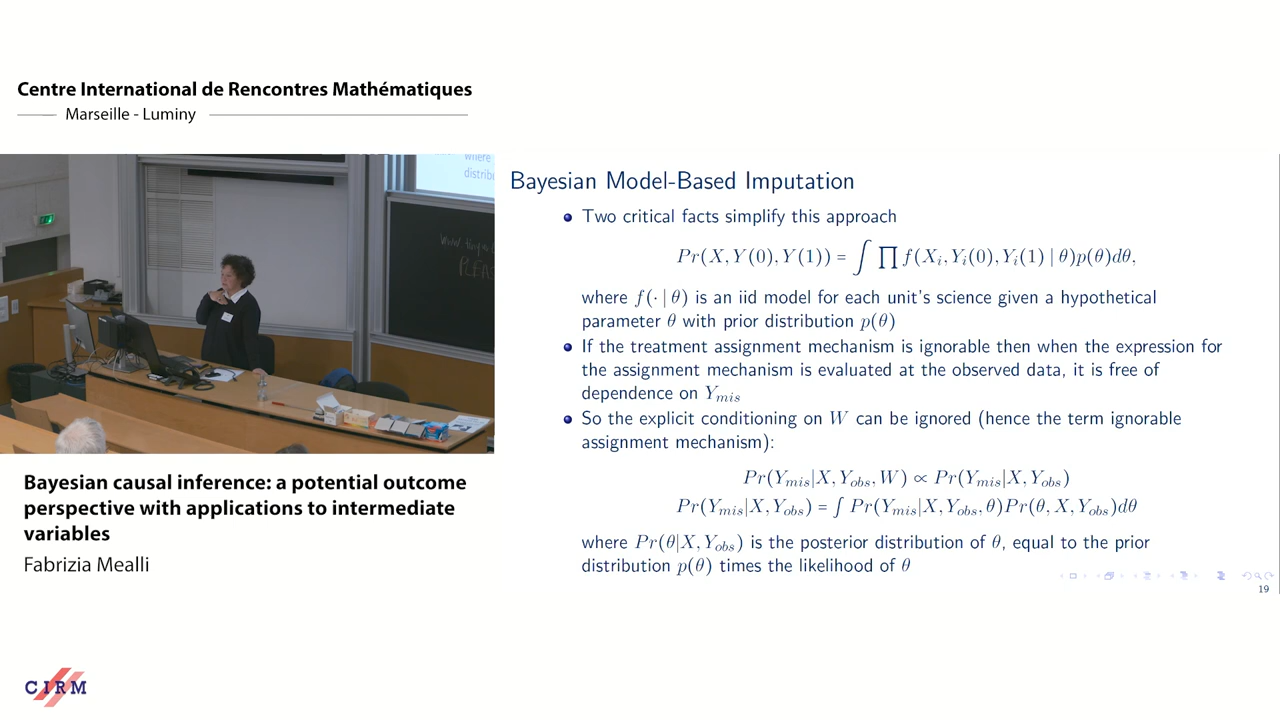 Centre International de Rencontres Mathématiques
Marseille - Luminy
where
distrib
PLEA
Bayesian causal inference: a potential outcome
perspective with applications to intermediate
variables
Fabrizia Mealli
CIRM
Bayesian Model-Based Imputation
Two critical facts simplify this approach
Pr(X, Y(0), Y(1)) = ∫ ∏ f(X_i, Y_i(0), Y_i(1) | θ)p(θ)dθ,
where f(· | θ) is an iid model for each unit's science given a hypothetical
parameter θ with prior distribution p(θ)
If the treatment assignment mechanism is ignorable then when the expression for
the assignment mechanism is evaluated at the observed data, it is free of
dependence on Y_mis
So the explicit conditioning on W can be ignored (hence the term ignorable
assignment mechanism):
Pr(Y_mis|X, Y_obs, W) ∝ Pr(Y_mis|X, Y_obs)
Pr(Y_mis|X, Y_obs) = ∫ Pr(Y_mis|X, Y_obs, θ)Pr(θ, X, Y_obs)dθ
where Pr(θ|X, Y_obs) is the posterior distribution of θ, equal to the prior
distribution p(θ) times the likelihood of θ
19